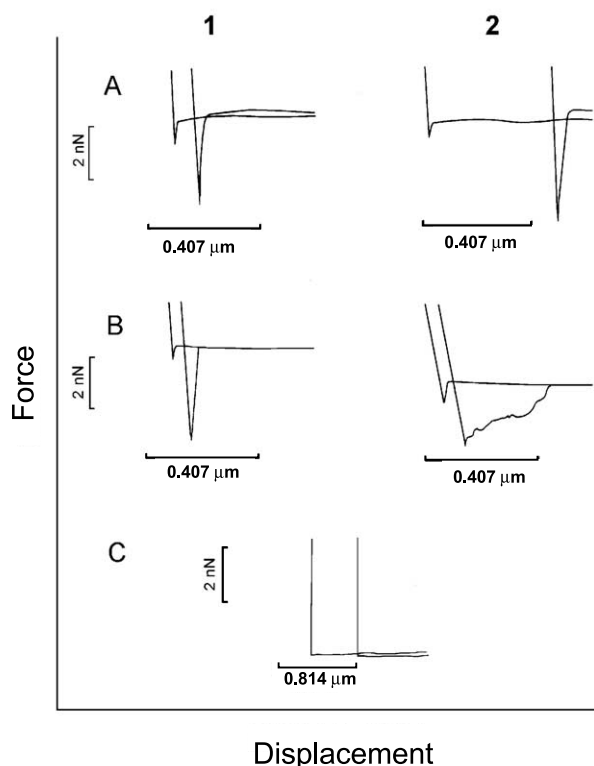 1 2
A
2 nN
0.407 μm 0.407 μm
B
2 nN
0.407 μm 0.407 μm
Force
C
2 nN
0.814 μm
Displacement